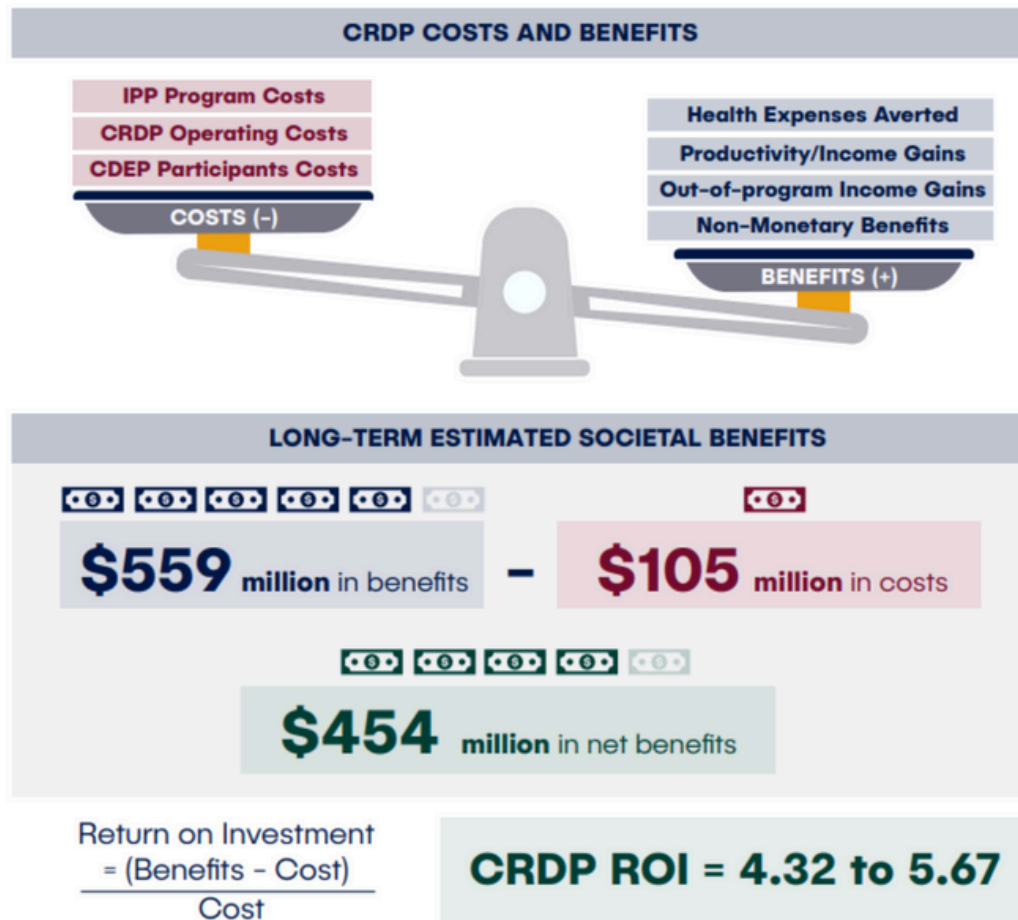 CRDP COSTS AND BENEFITS
IPP Program Costs
CRDP Operating Costs
CDEP Participants Costs
COSTS (-)
Health Expenses Averted
Productivity/Income Gains
Out-of-program Income Gains
Non-Monetary Benefits
BENEFITS (+)
LONG-TERM ESTIMATED SOCIETAL BENEFITS
$559 million in benefits
-
$105 million in costs
$454 million in net benefits
Return on Investment
= (Benefits - Cost)
Cost
CRDP ROI = 4.32 to 5.67